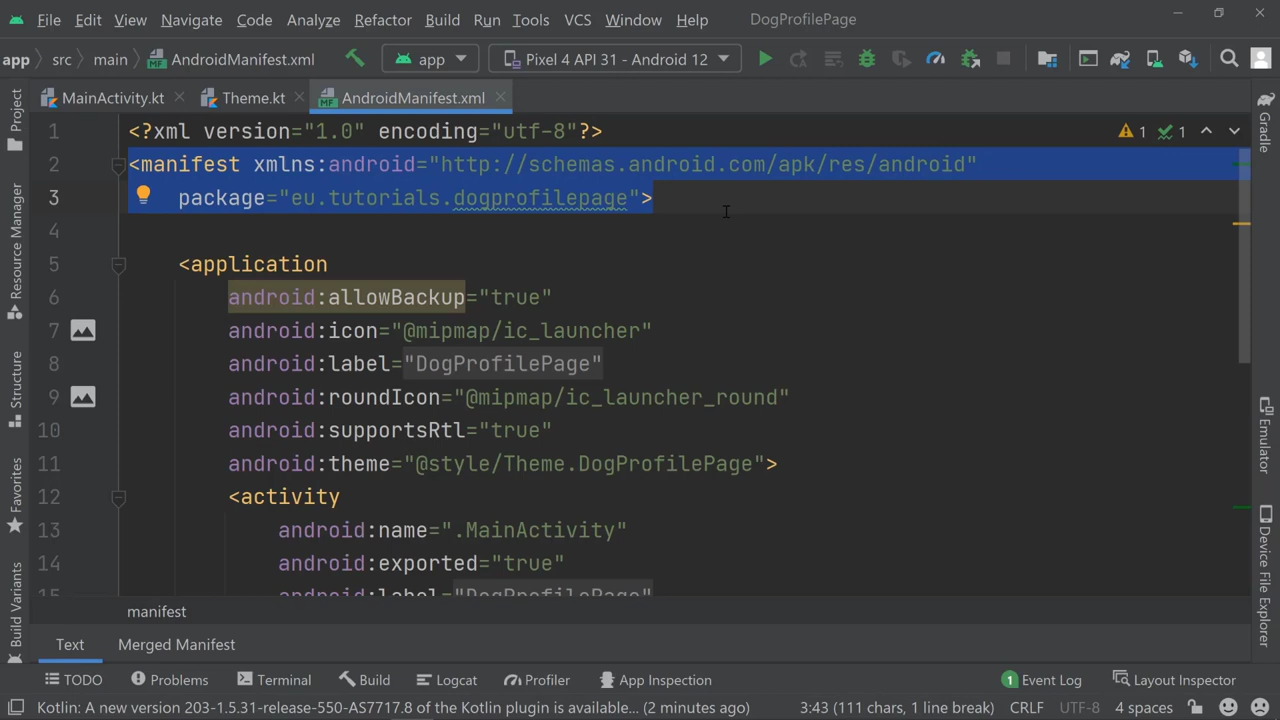 File Edit View Navigate Code Analyze Refactor Build Run Tools VCS Window Help DogProfilePage
app src main AndroidManifest.xml app Pixel 4 API 31 - Android 12
MainActivity.kt Theme.kt AndroidManifest.xml
1 <?xml version="1.0" encoding="utf-8"?> 1 1
2 <manifest xmlns:android="http://schemas.android.com/apk/res/android"
3 package="eu.tutorials.dogprofilepage">
4
5 <application
6 android:allowBackup="true"
7 android:icon="@mipmap/ic_launcher"
8 android:label="DogProfilePage"
9 android:roundIcon="@mipmap/ic_launcher_round"
10 android:supportsRtl="true"
11 android:theme="@style/Theme.DogProfilePage">
12 <activity
13 android:name=".MainActivity"
14 android:exported="true"
15 android:label="DogProfilePage"
manifest
Text Merged Manifest
TODO Problems Terminal Build Logcat Profiler App Inspection 1 Event Log Layout Inspector
Kotlin: A new version 203-1.5.31-release-550-AS7717.8 of the Kotlin plugin is available... (2 minutes ago) 3:43 (111 chars, 1 line break) CRLF UTF-8 4 spaces
Project
Resource Manager
Structure
Favorites
Build Variants
Gradle
Emulator
Device File Explorer